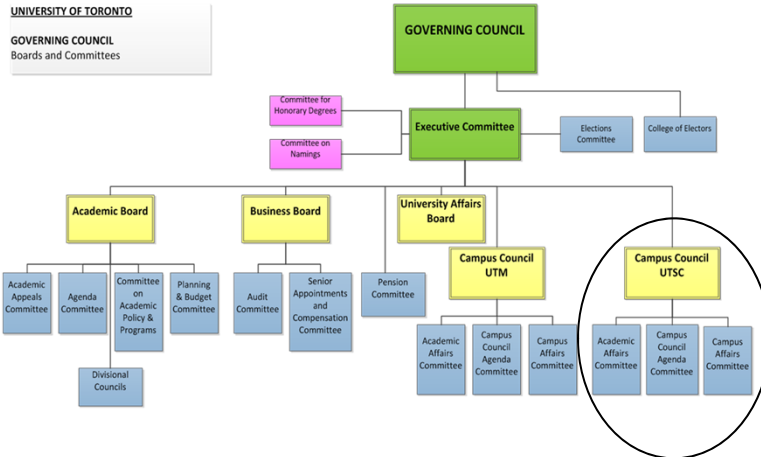 UNIVERSITY OF TORONTO
GOVERNING COUNCIL
Boards and Committees
GOVERNING COUNCIL
Committee for
Honorary Degrees
Executive Committee
Elections
Committee
College of Electors
Committee on
Namings
Academic Board
Business Board
University Affairs
Board
Campus Council
UTM
Campus Council
UTSC
Academic
Appeals
Committee
Agenda
Committee
Committee
on
Academic
Policy &
Programs
Planning
& Budget
Committee
Audit
Committee
Senior
Appointments
and
Compensation
Committee
Pension
Committee
Academic
Affairs
Committee
Campus
Council
Agenda
Committee
Campus
Affairs
Committee
Academic
Affairs
Committee
Campus
Council
Agenda
Committee
Campus
Affairs
Committee
Divisional
Councils